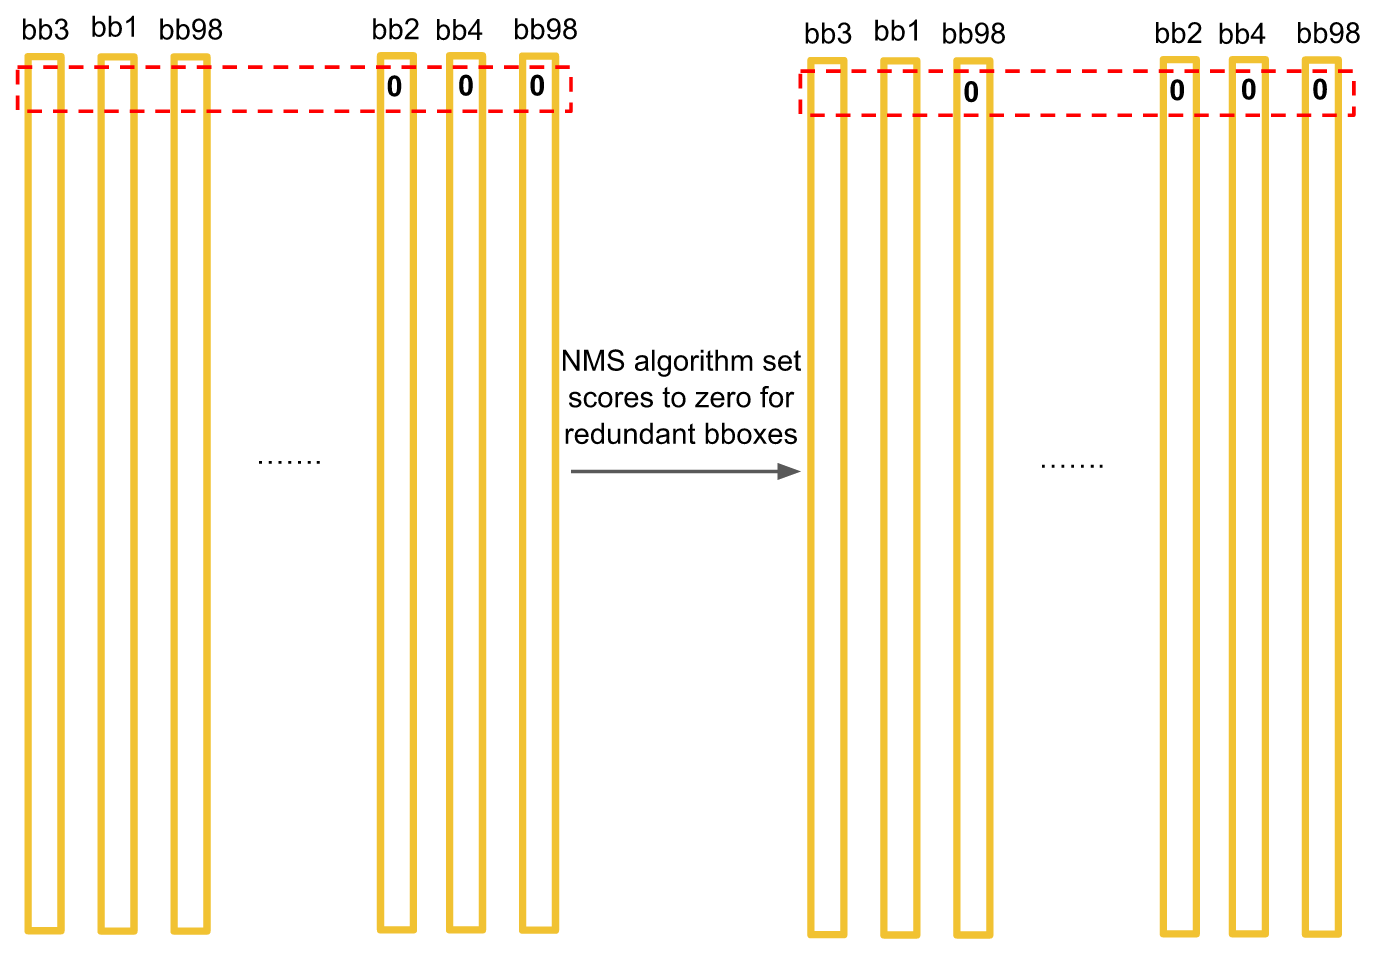 bb3 bb1 bb98 bb2 bb4 bb98
0 0 0
bb3 bb1 bb98 bb2 bb4 bb98
0 0 0 0
NMS algorithm set
scores to zero for
redundant bboxes
.......
.......